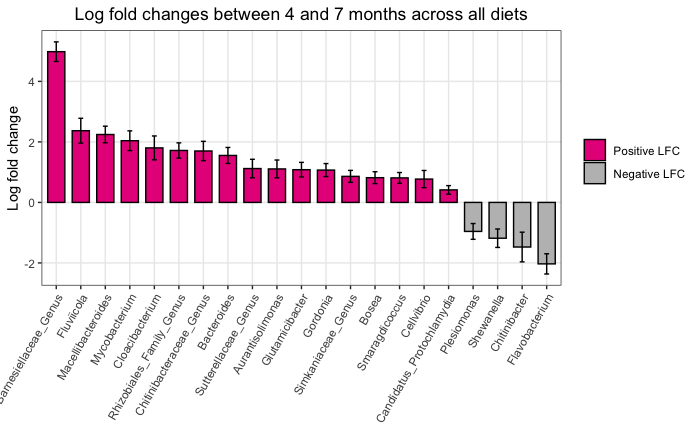 Log fold changes between 4 and 7 months across all diets
Log fold change
4
2
0
-2
Positive LFC
Negative LFC
Barnesiellaceae_Genus
Fluviicola
Macellibacteroides
Mycobacterium
Cloacibacterium
Rhizobiales_Family_Genus
Chitinibacteraceae_Genus
Bacteroides
Sutterellaceae_Genus
Aurantisolimonas
Glutamicibacter
Gordonia
Simkaniaceae_Genus
Bosea
Smaragdicoccus
Cellvibrio
Candidatus_Protochlamydia
Plesiomonas
Shewanella
Chitinibacter
Flavobacterium